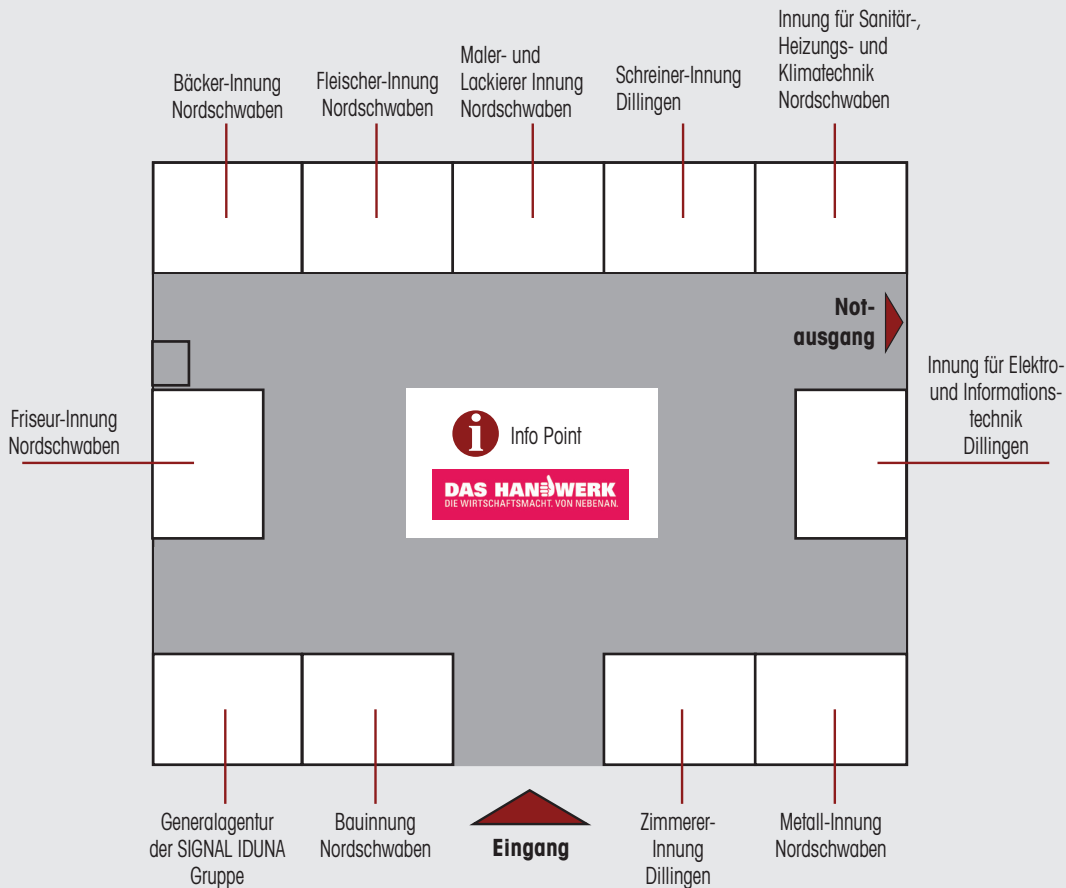 Bäcker-Innung
Nordschwaben
Fleischer-Innung
Nordschwaben
Maler- und
Lackierer Innung
Nordschwaben
Schreiner-Innung
Dillingen
Innung für Sanitär-,
Heizungs- und
Klimatechnik
Nordschwaben
Not-
ausgang
Friseur-Innung
Nordschwaben
i Info Point
DAS HANDWERK
DIE WIRTSCHAFTSMACHT. VON NEBENAN.
Innung für Elektro-
und Informations-
technik
Dillingen
Generalagentur
der SIGNAL IDUNA
Gruppe
Bauinnung
Nordschwaben
Eingang
Zimmerer-
Innung
Dillingen
Metall-Innung
Nordschwaben